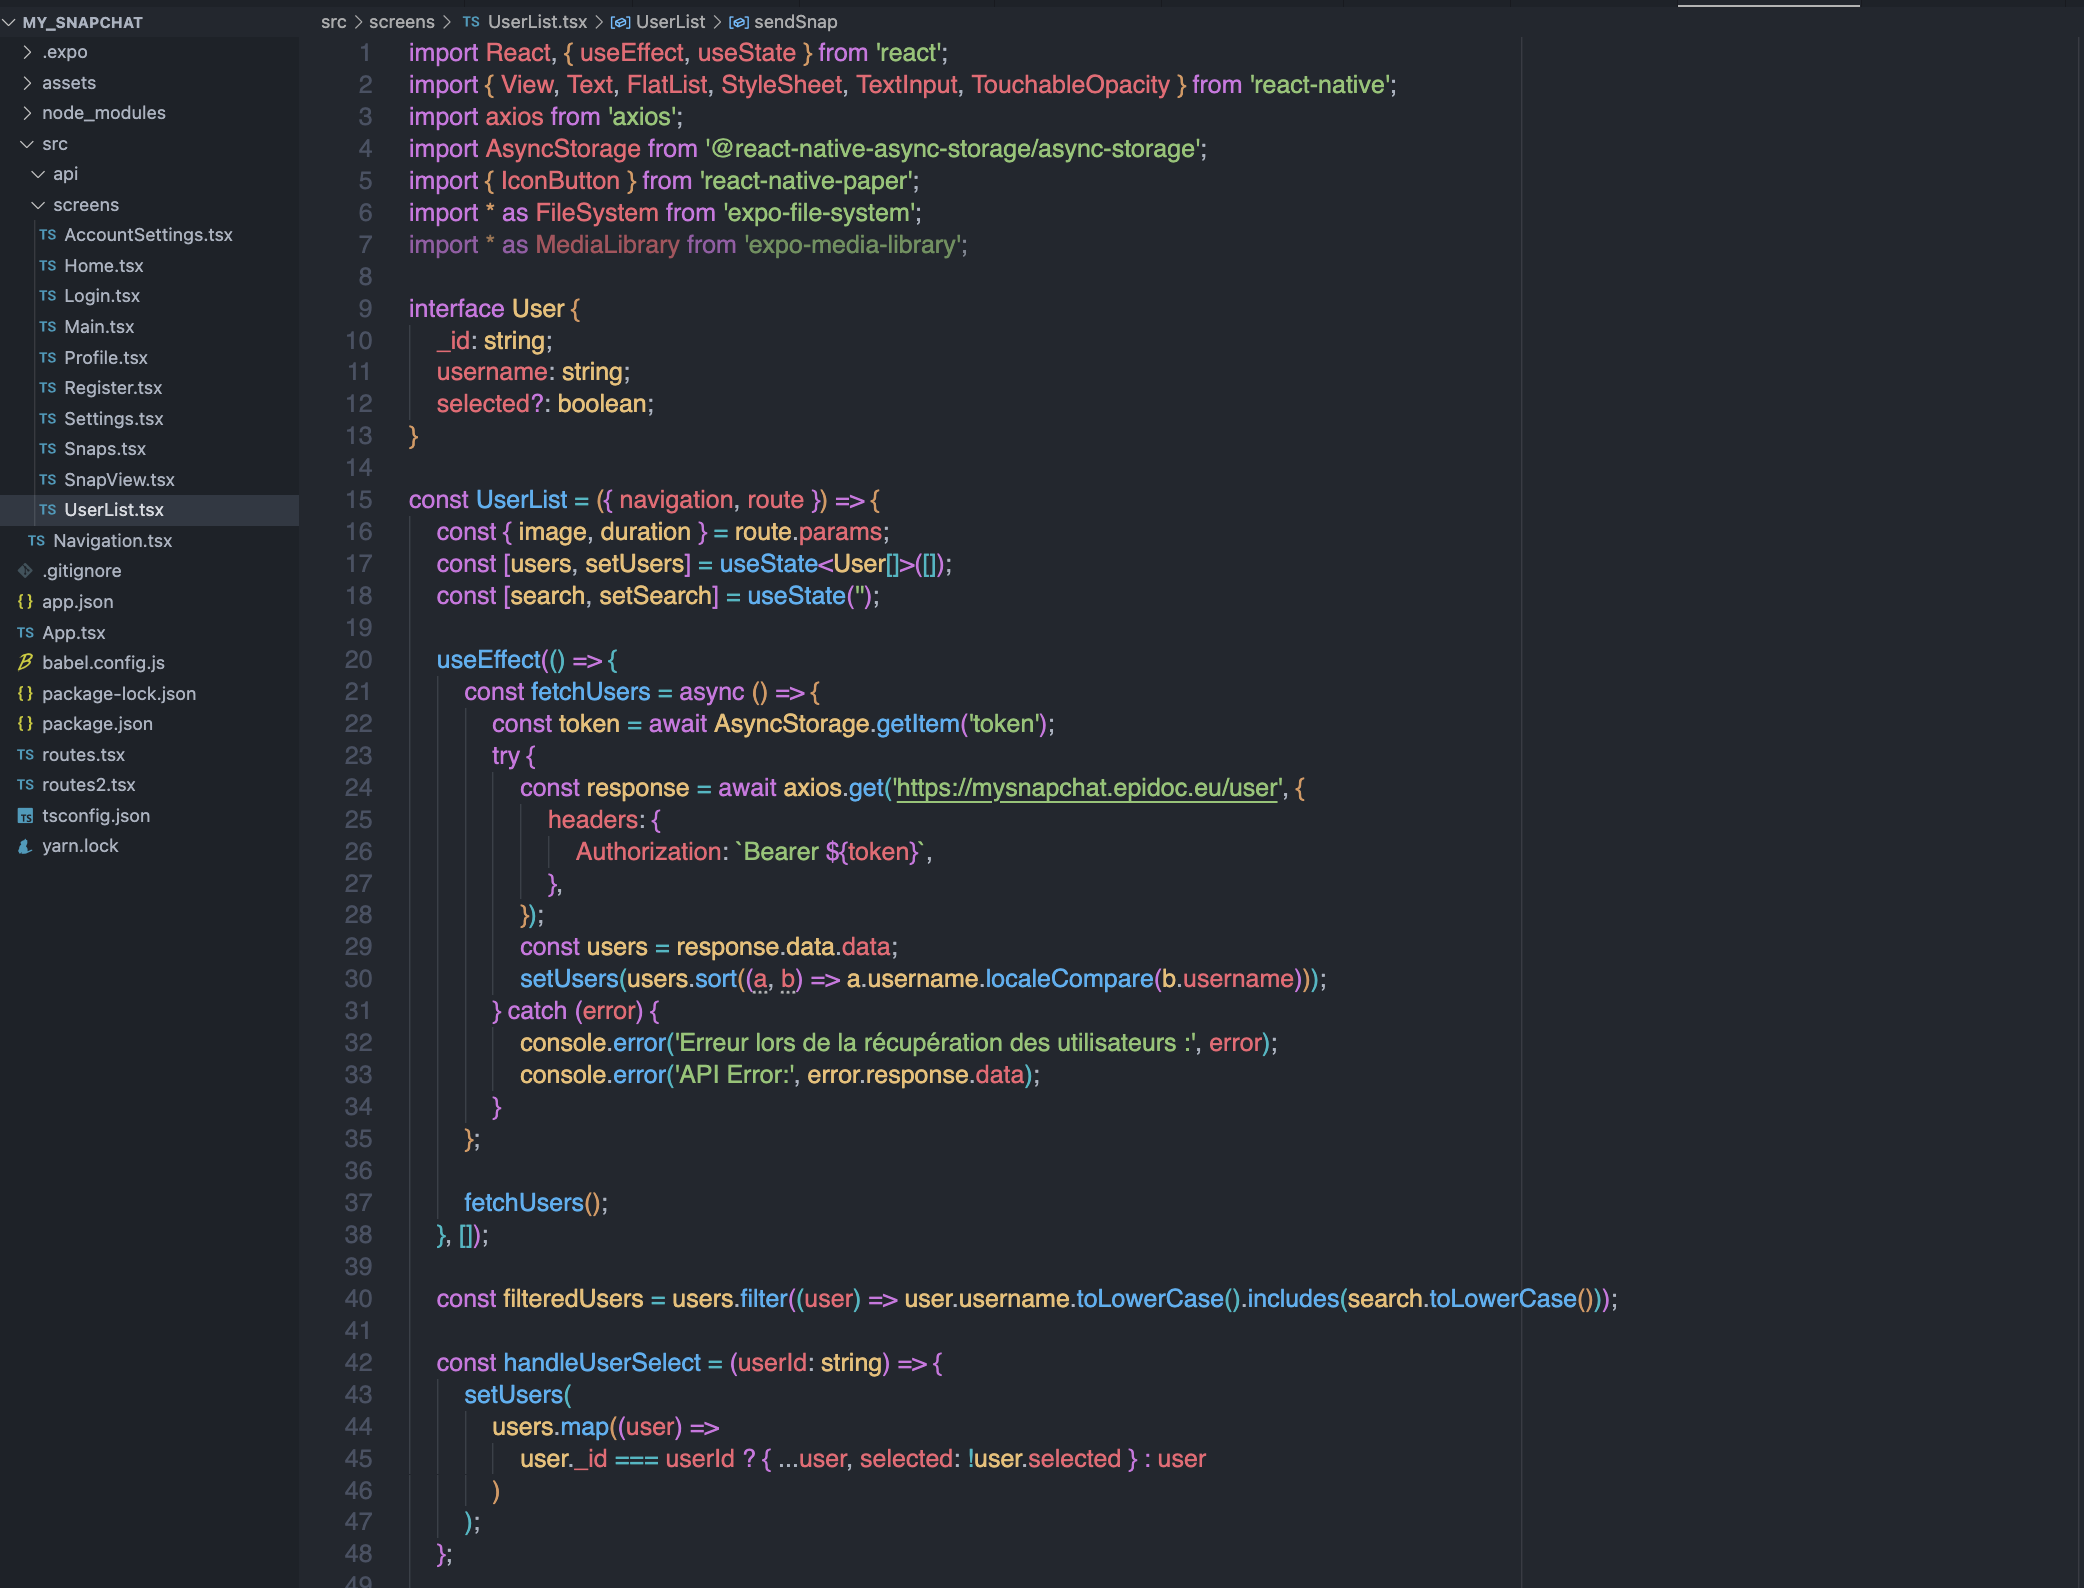 MY_SNAPCHAT
.expo
assets
node_modules
src
api
screens
TS AccountSettings.tsx
TS Home.tsx
TS Login.tsx
TS Main.tsx
TS Profile.tsx
TS Register.tsx
TS Settings.tsx
TS Snaps.tsx
TS SnapView.tsx
TS UserList.tsx
TS Navigation.tsx
.gitignore
{} app.json
TS App.tsx
babel.config.js
{} package-lock.json
{} package.json
TS routes.tsx
TS routes2.tsx
TS tsconfig.json
yarn.lock
src > screens > TS UserList.tsx > UserList > sendSnap
1 import React, { useEffect, useState } from 'react';
2 import { View, Text, FlatList, StyleSheet, TextInput, TouchableOpacity } from 'react-native';
3 import axios from 'axios';
4 import AsyncStorage from '@react-native-async-storage/async-storage';
5 import { IconButton } from 'react-native-paper';
6 import * as FileSystem from 'expo-file-system';
7 import * as MediaLibrary from 'expo-media-library';
8
9 interface User {
10 _id: string;
11 username: string;
12 selected?: boolean;
13 }
14
15 const UserList = ({ navigation, route }) => {
16 const { image, duration } = route.params;
17 const [users, setUsers] = useState<User[]>([]);
18 const [search, setSearch] = useState('');
19
20 useEffect(() => {
21 const fetchUsers = async () => {
22 const token = await AsyncStorage.getItem('token');
23 try {
24 const response = await axios.get('https://mysnapchat.epidoc.eu/user', {
25 headers: {
26 Authorization: `Bearer ${token}`,
27 },
28 });
29 const users = response.data.data;
30 setUsers(users.sort((a, b) => a.username.localeCompare(b.username)));
31 } catch (error) {
32 console.error('Erreur lors de la récupération des utilisateurs :', error);
33 console.error('API Error:', error.response.data);
34 }
35 };
36
37 fetchUsers();
38 }, []);
39
40 const filteredUsers = users.filter((user) => user.username.toLowerCase().includes(search.toLowerCase()));
41
42 const handleUserSelect = (userId: string) => {
43 setUsers(
44 users.map((user) =>
45 user._id === userId ? { ...user, selected: !user.selected } : user
46 )
47 );
48 };
49